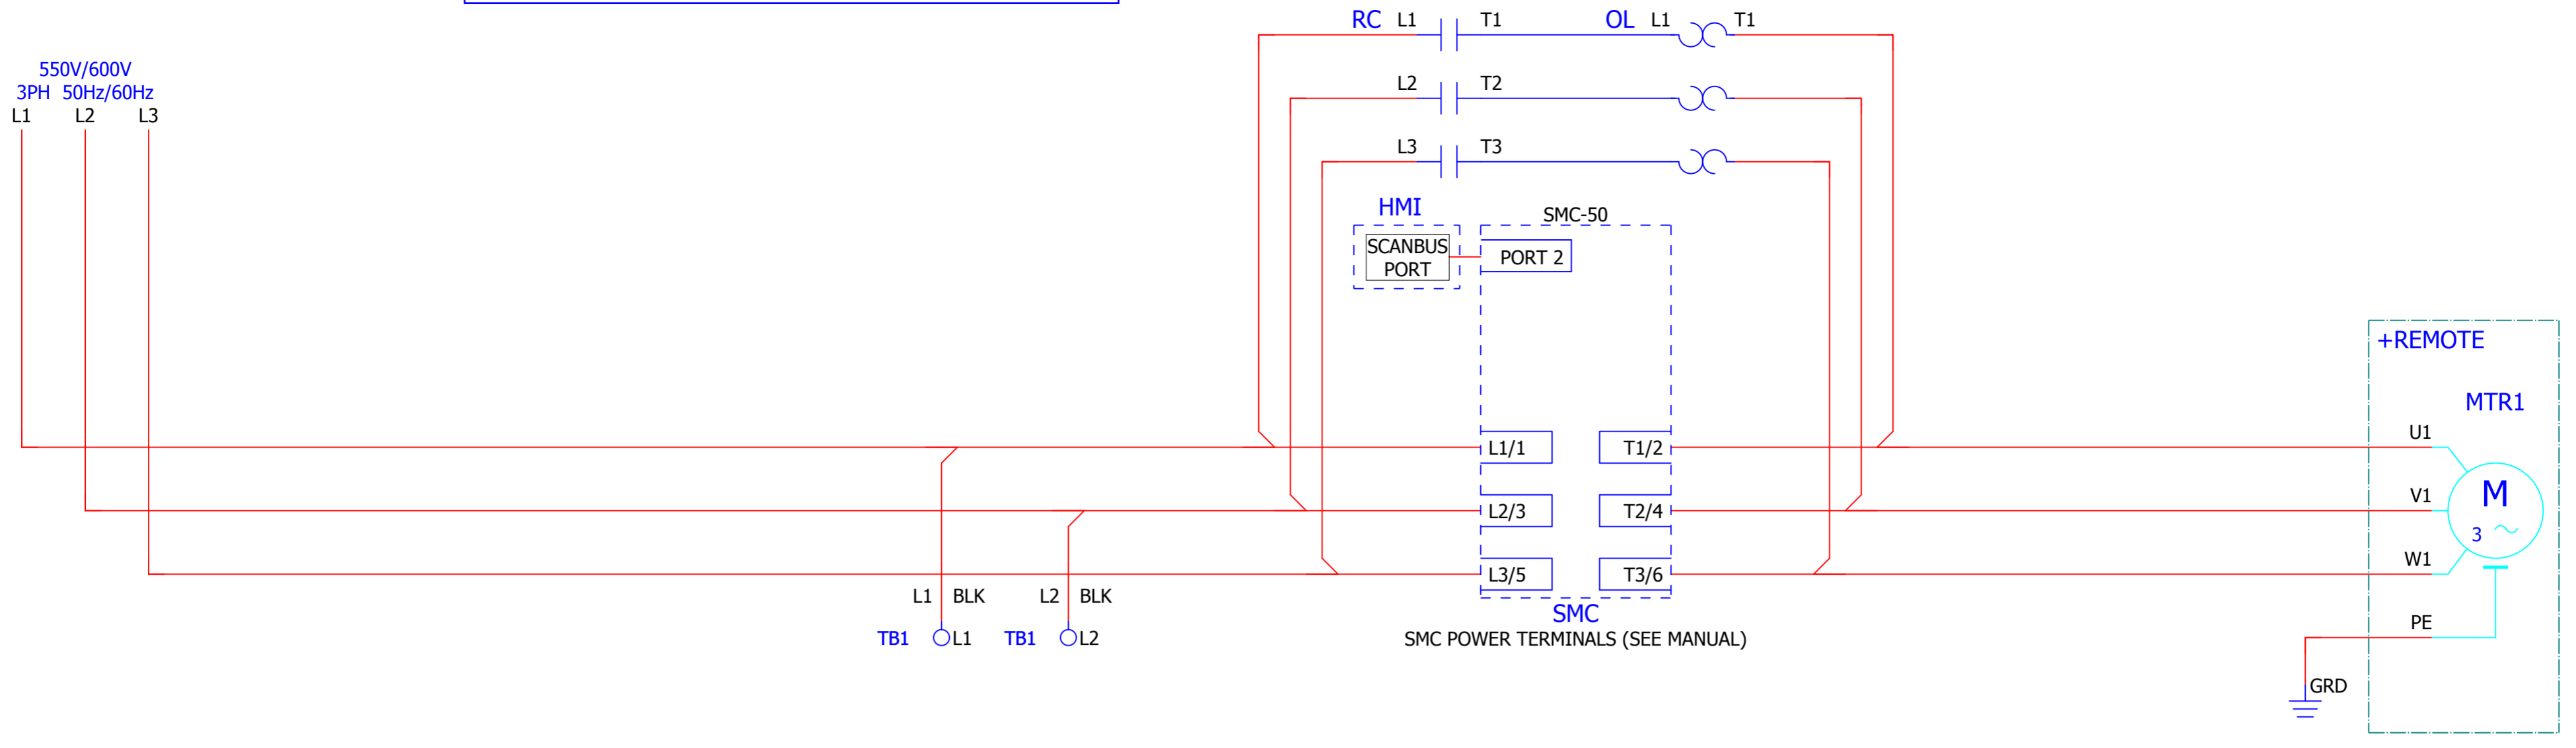 RC L1 T1 OL L1 T1
550V/600V
3PH 50Hz/60Hz
L1 L2 L3
L2 T2
L3 T3
HMI
SMC-50
SCANBUS
PORT
PORT 2
+REMOTE
MTR1
L1/1 T1/2 U1
L2/3 T2/4 V1
M
3
L3/5 T3/6 W1
L1 BLK L2 BLK
SMC
TB1 L1 TB1 L2
SMC POWER TERMINALS (SEE MANUAL)
PE
GRD